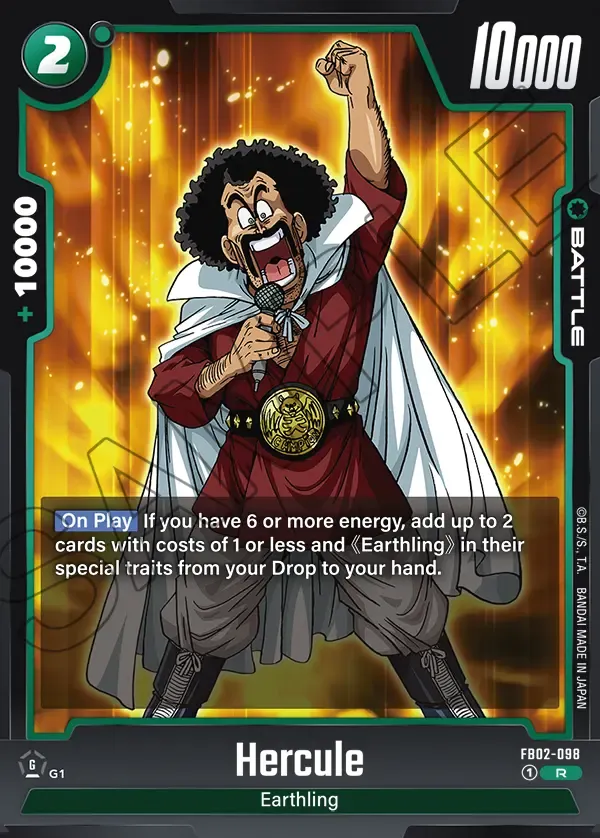 2
10000
+ 10000
BATTLE
SAMPLE
On Play If you have 6 or more energy, add up to 2
cards with costs of 1 or less and 《Earthling》 in their
special traits from your Drop to your hand.
©B.S./S., T.A. BANDAI MADE IN JAPAN
G G1
Hercule
FB02-098
1 R
Earthling